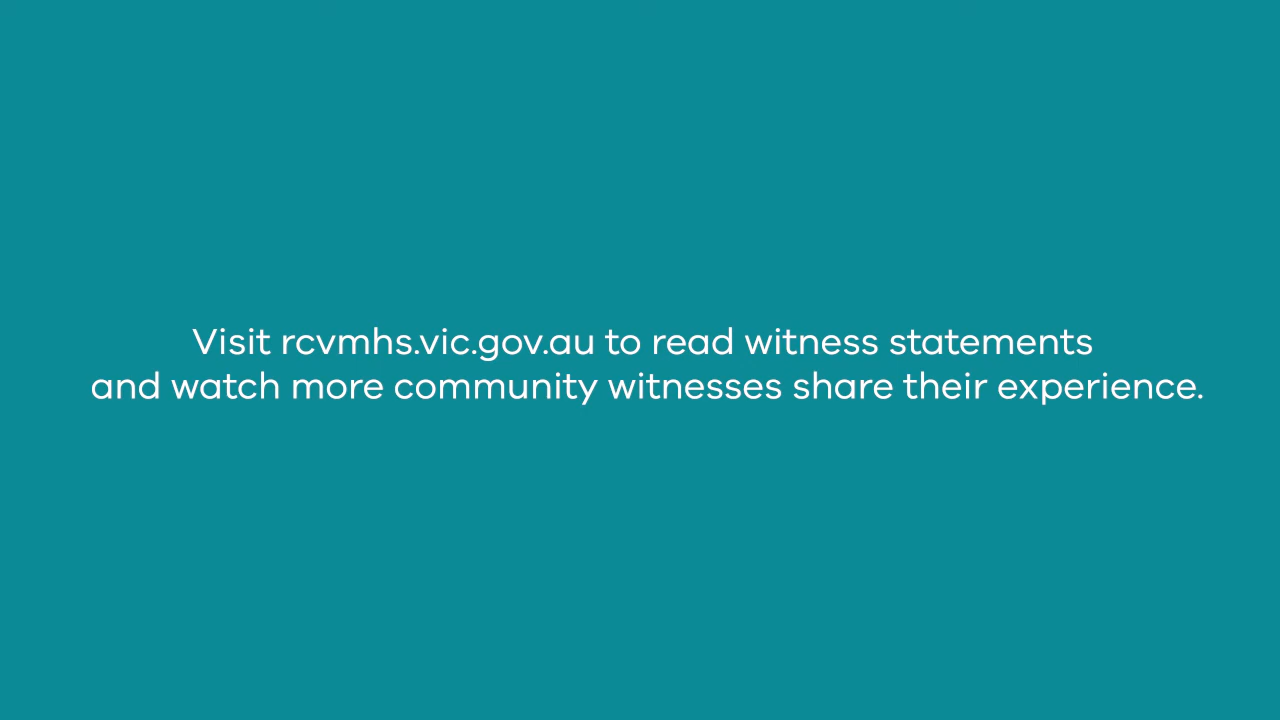 Visit rcvmhs.vic.gov.au to read witness statements
and watch more community witnesses share their experience.